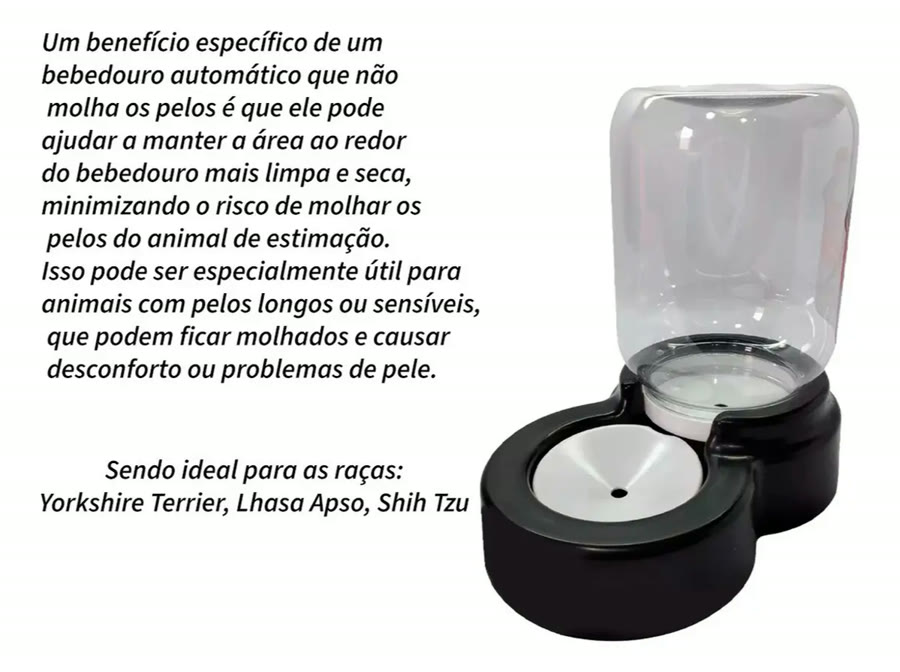 Um benefício específico de um
bebedouro automático que não
molha os pelos é que ele pode
ajudar a manter a área ao redor
do bebedouro mais limpa e seca,
minimizando o risco de molhar os
pelos do animal de estimação.
Isso pode ser especialmente útil para
animais com pelos longos ou sensíveis,
que podem ficar molhados e causar
desconforto ou problemas de pele.
Sendo ideal para as raças:
Yorkshire Terrier, Lhasa Apso, Shih Tzu